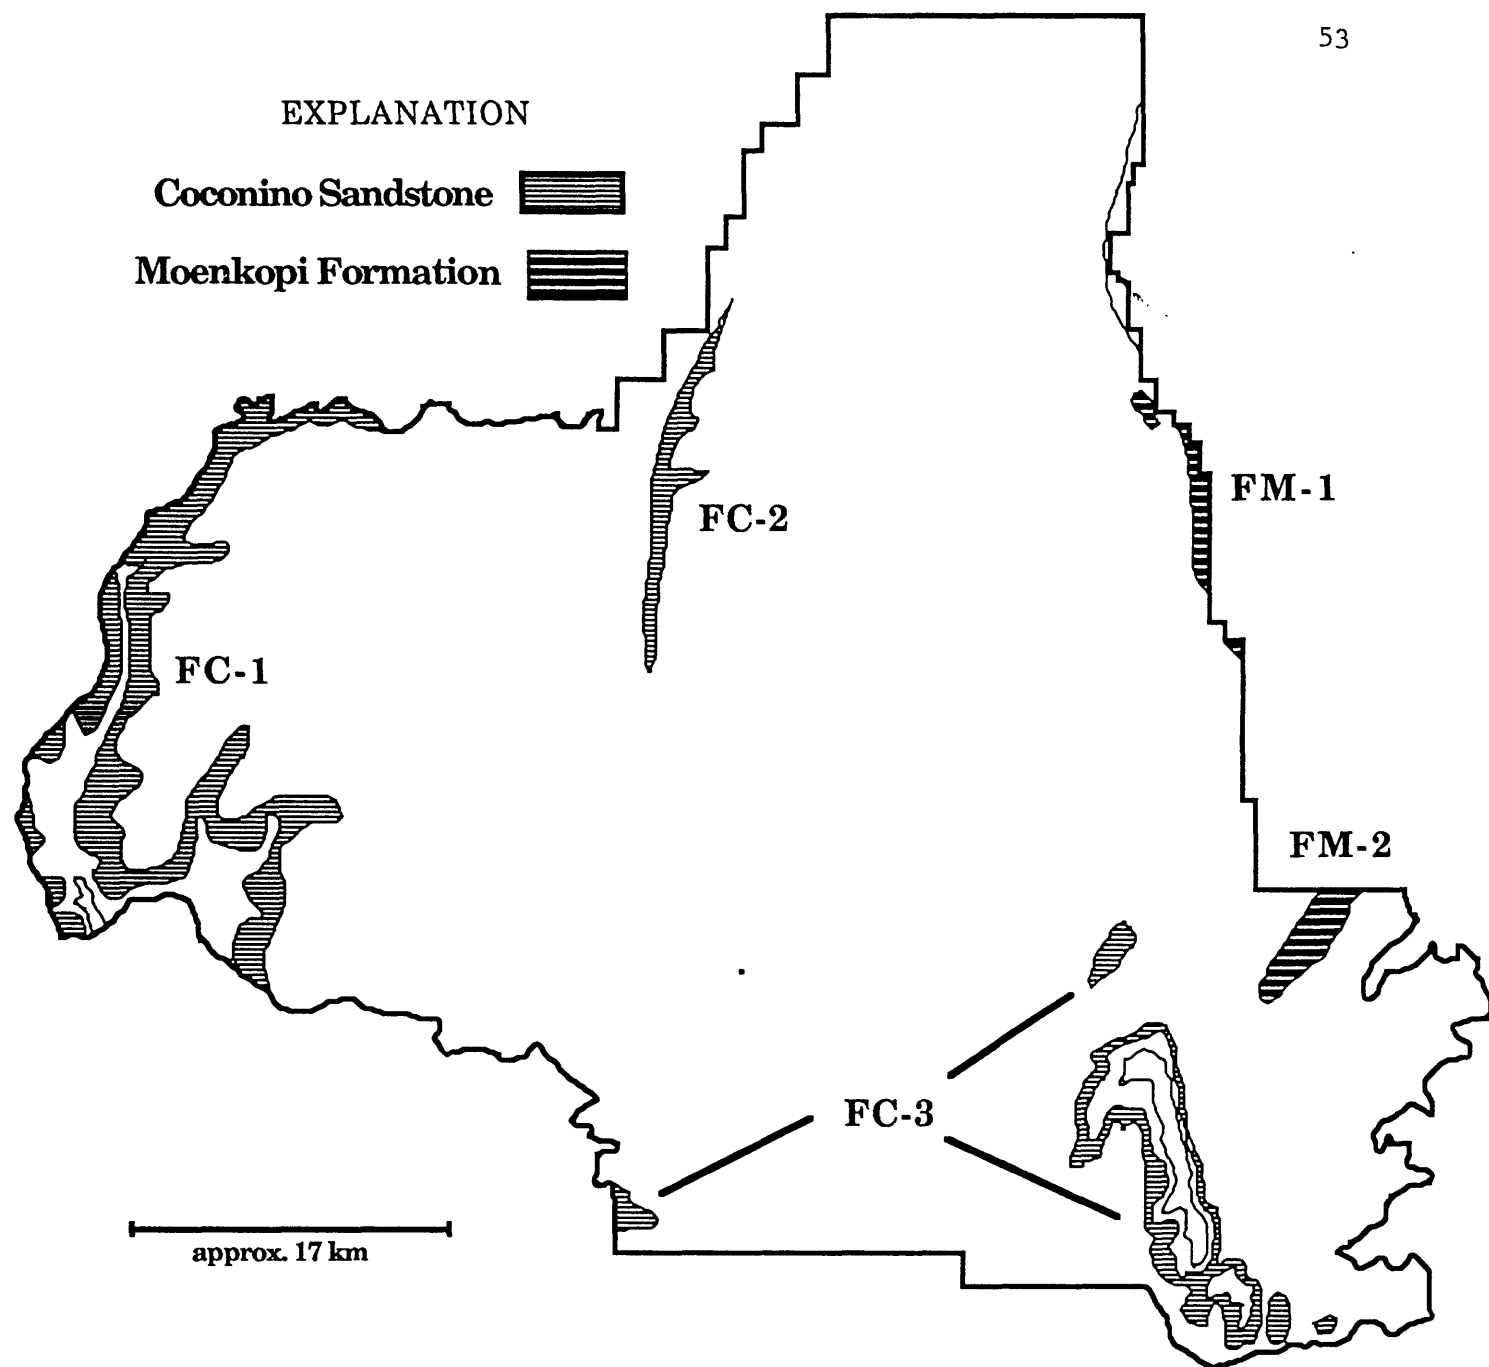 53
EXPLANATION
Coconino Sandstone
Moenkopi Formation
FC-2
FM-1
FC-1
FM-2
FC-3
approx. 17 km